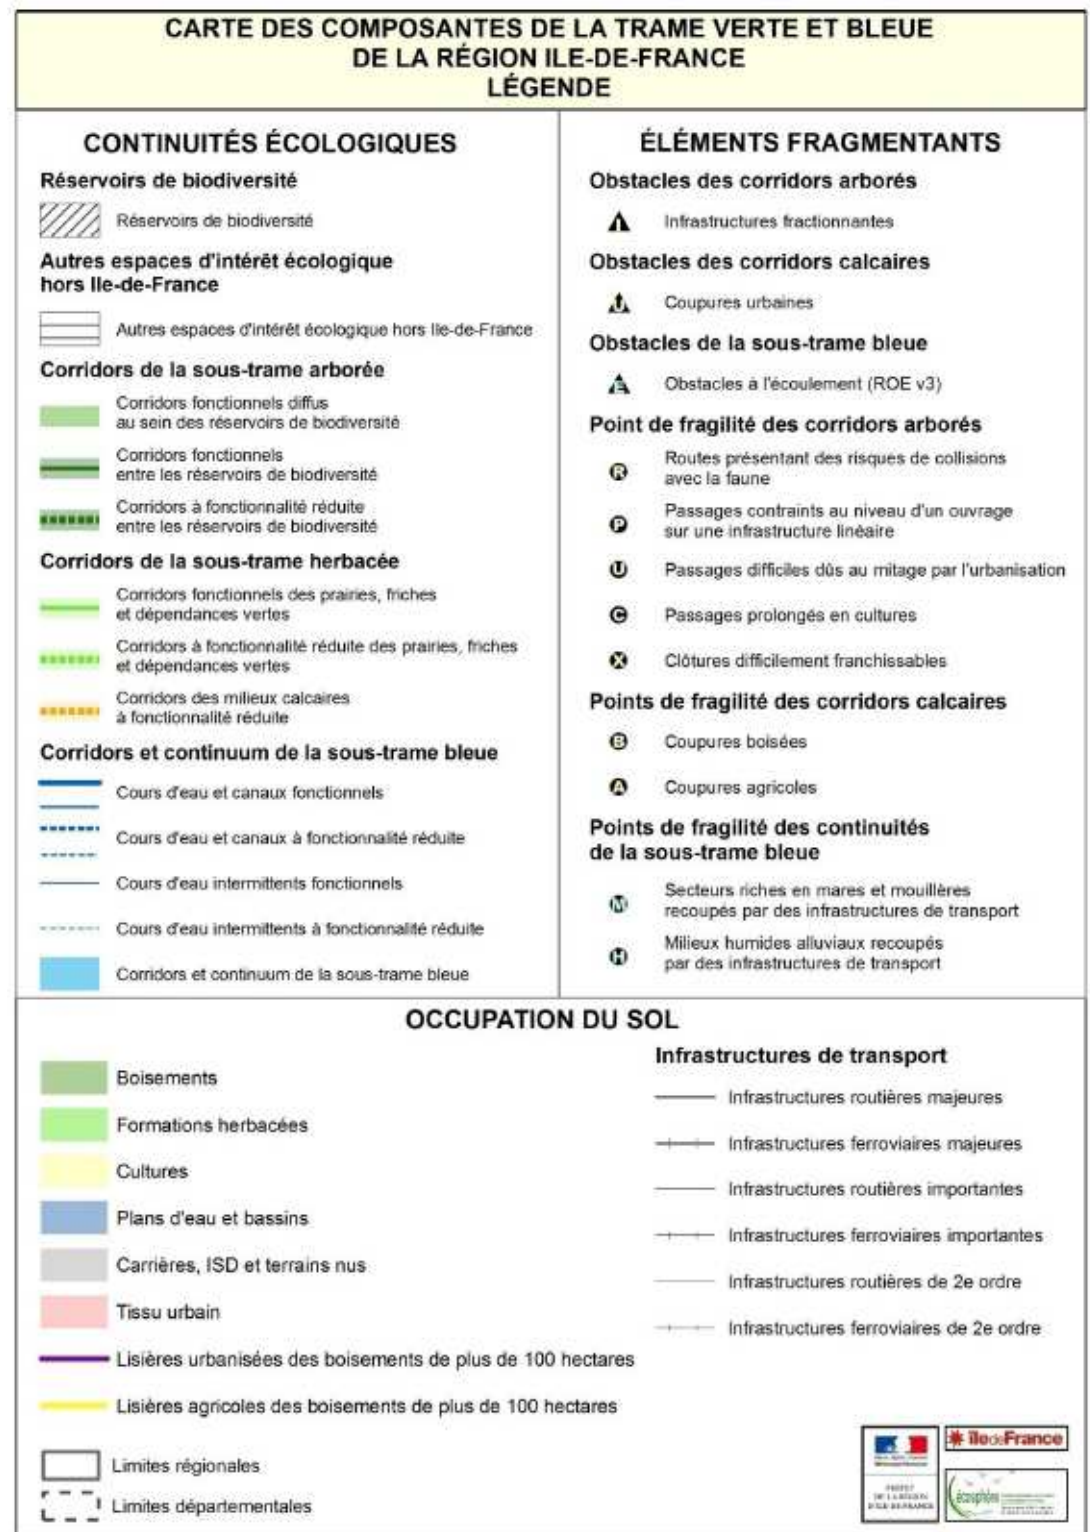 CARTE DES COMPOSANTES DE LA TRAME VERTE ET BLEUE
DE LA RÉGION ILE-DE-FRANCE
LÉGENDE
CONTINUITÉS ÉCOLOGIQUES
Réservoirs de biodiversité
Réservoirs de biodiversité
Autres espaces d'intérêt écologique
hors Ile-de-France
Autres espaces d'intérêt écologique hors Ile-de-France
Corridors de la sous-trame arborée
Corridors fonctionnels diffus
au sein des réservoirs de biodiversité
Corridors fonctionnels
entre les réservoirs de biodiversité
Corridors à fonctionnalité réduite
entre les réservoirs de biodiversité
Corridors de la sous-trame herbacée
Corridors fonctionnels des prairies, friches
et dépendances vertes
Corridors à fonctionnalité réduite des prairies, friches
et dépendances vertes
Corridors des milieux calcaires
à fonctionnalité réduite
Corridors et continuum de la sous-trame bleue
Cours d'eau et canaux fonctionnels
Cours d'eau et canaux à fonctionnalité réduite
Cours d'eau intermittents fonctionnels
Cours d'eau intermittents à fonctionnalité réduite
Corridors et continuum de la sous-trame bleue
ÉLÉMENTS FRAGMENTANTS
Obstacles des corridors arborés
I Infrastructures fractionnantes
Obstacles des corridors calcaires
U Coupures urbaines
Obstacles de la sous-trame bleue
E Obstacles à l'écoulement (ROE v3)
Point de fragilité des corridors arborés
R Routes présentant des risques de collisions
avec la faune
P Passages contraints au niveau d'un ouvrage
sur une infrastructure linéaire
U Passages difficiles dûs au mitage par l'urbanisation
C Passages prolongés en cultures
X Clôtures difficilement franchissables
Points de fragilité des corridors calcaires
B Coupures boisées
A Coupures agricoles
Points de fragilité des continuités
de la sous-trame bleue
M Secteurs riches en mares et mouillères
recoupés par des infrastructures de transport
H Milieux humides alluviaux recoupés
par des infrastructures de transport
OCCUPATION DU SOL
Boisements
Formations herbacées
Cultures
Plans d'eau et bassins
Carrières, ISD et terrains nus
Tissu urbain
Lisières urbanisées des boisements de plus de 100 hectares
Lisières agricoles des boisements de plus de 100 hectares
Limites régionales
Limites départementales
Infrastructures de transport
Infrastructures routières majeures
Infrastructures ferroviaires majeures
Infrastructures routières importantes
Infrastructures ferroviaires importantes
Infrastructures routières de 2e ordre
Infrastructures ferroviaires de 2e ordre
PRÉFET
DE LA RÉGION
D'ILE-DE-FRANCE
île de France
écosphère